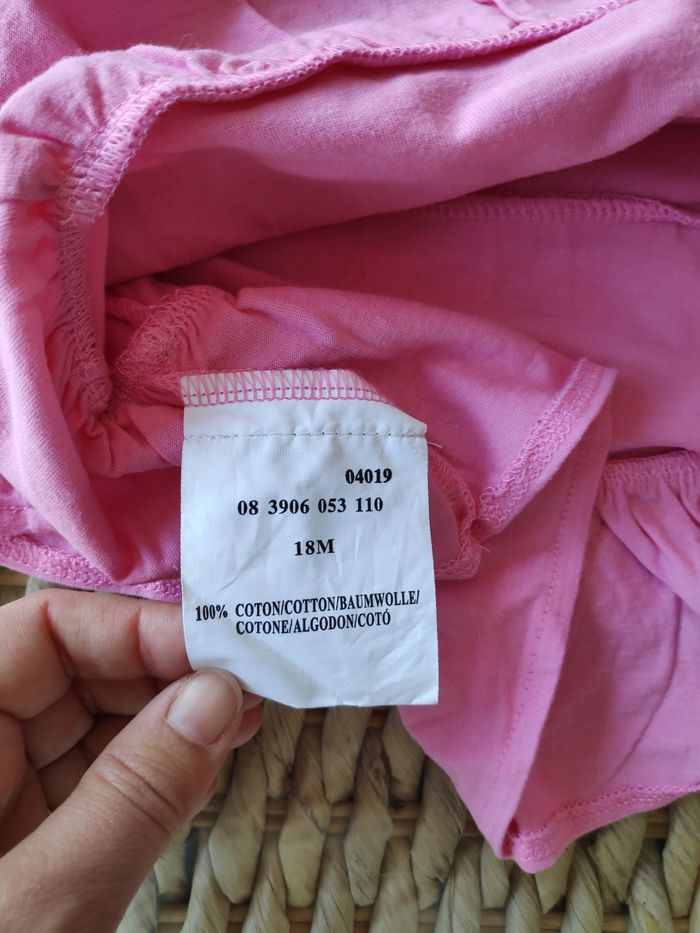 04019
08 3906 053 110
18M
100% COTON/COTTON/BAUMWOLLE/
COTONE/ALGODON/COTÓ